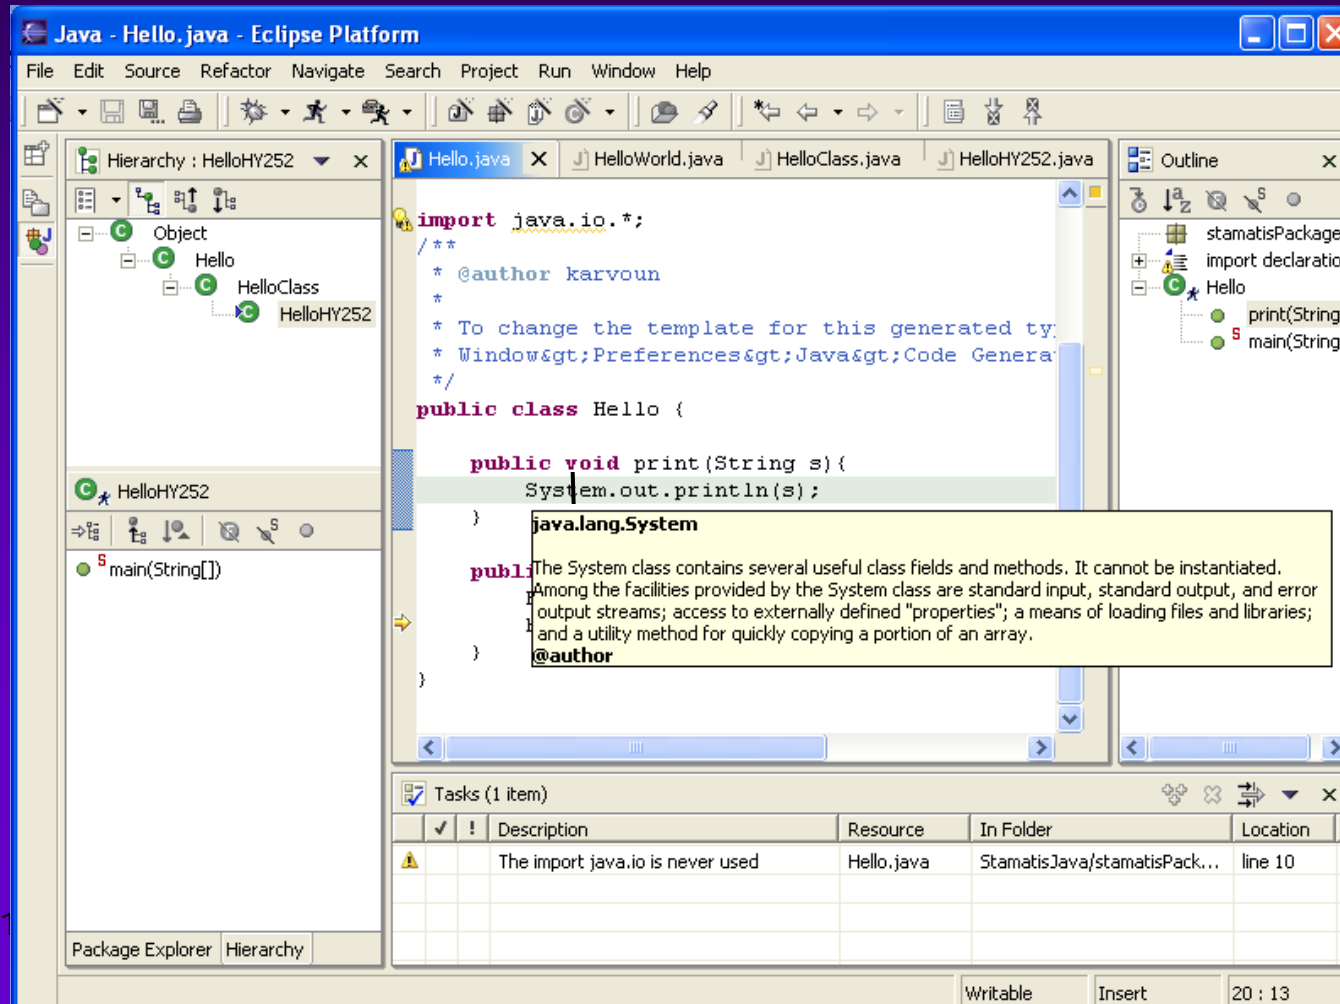 Java - Hello.java - Eclipse Platform
File Edit Source Refactor Navigate Search Project Run Window Help
Hierarchy : HelloHY252
Object
Hello
HelloClass
HelloHY252
HelloHY252
main(String[])
Package Explorer Hierarchy
Hello.java HelloWorld.java HelloClass.java HelloHY252.java
import java.io.*;
/**
* @author karvoun
*
* To change the template for this generated ty
* Window&gt;Preferences&gt;Java&gt;Code Genera
*/
public class Hello {
public void print(String s){
System.out.println(s);
}
publi
}
}
java.lang.System
The System class contains several useful class fields and methods. It cannot be instantiated.
Among the facilities provided by the System class are standard input, standard output, and error
output streams; access to externally defined "properties"; a means of loading files and libraries;
and a utility method for quickly copying a portion of an array.
@author
Outline
stamatisPackage
import declaratio
Hello
print(String
main(String
Tasks (1 item)
! Description Resource In Folder Location
The import java.io is never used Hello.java StamatisJava/stamatisPack... line 10
Writable Insert 20 : 13